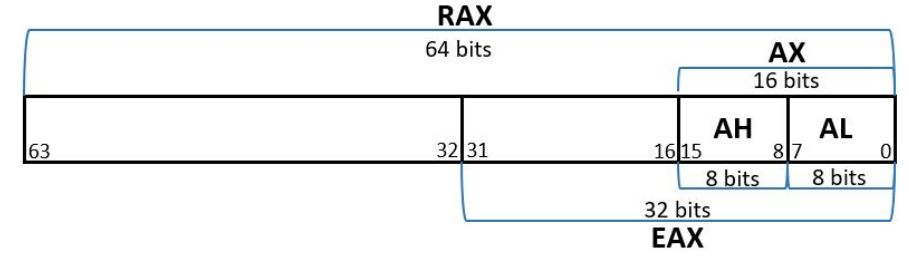 RAX
64 bits
AX
16 bits
AH AL
63 32 31 16 15 8 7 0
8 bits 8 bits
32 bits
EAX